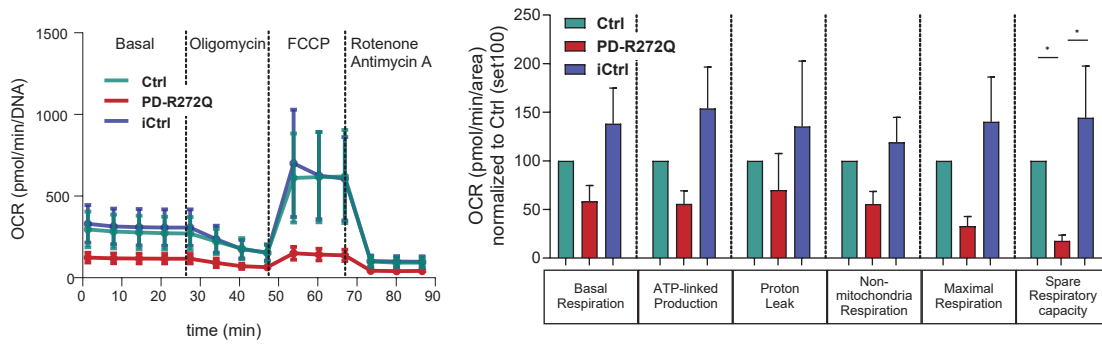 OCR (pmol/min/DNA)
1500
1000
500
0
Basal
Oligomycin
FCCP
Rotenone
Antimycin A
Ctrl
PD-R272Q
iCtrl
0 10 20 30 40 50 60 70 80 90
time (min)
OCR (pmol/min/area)
normalized to Ctrl (set100)
250
200
150
100
50
0
Ctrl
PD-R272Q
iCtrl
* *
Basal
Respiration
ATP-linked
Production
Proton
Leak
Non-
mitochondria
Respiration
Maximal
Respiration
Spare
Respiratory
capacity